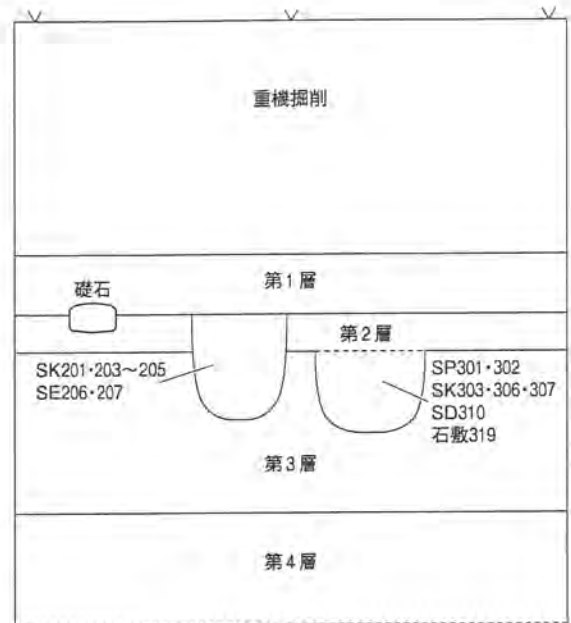 重機掘削
第1層
礎石
第2層
SK201・203～205
SE206・207
SP301・302
SK303・306・307
SD310
石敷319
第3層
第4層